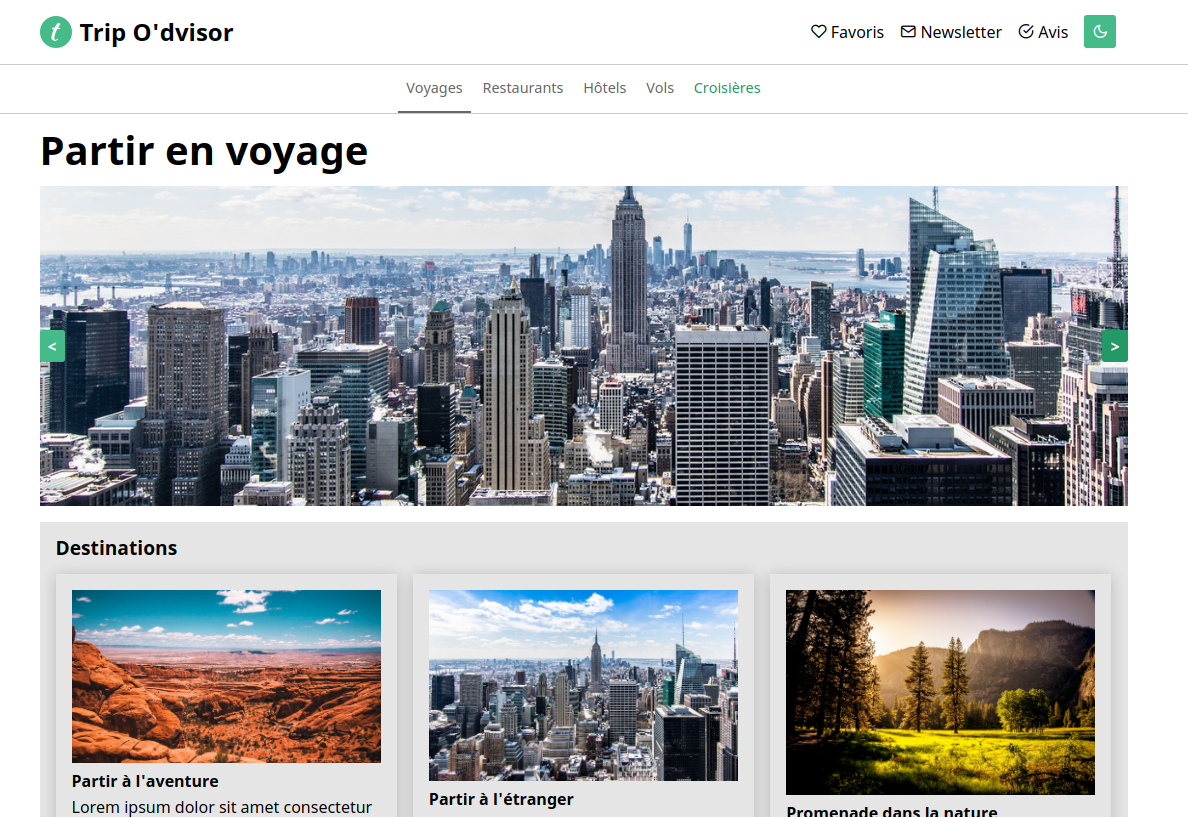 t Trip O'dvisor
Favoris Newsletter Avis
Voyages Restaurants Hôtels Vols Croisières
Partir en voyage
< >
Destinations
Partir à l'aventure
Lorem ipsum dolor sit amet consectetur
Partir à l'étranger
Promenade dans la nature